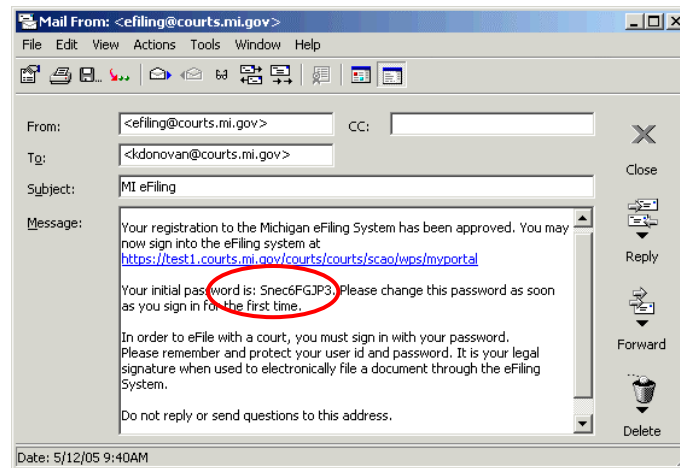 Mail From: <efiling@courts.mi.gov>
File Edit View Actions Tools Window Help
From: <efiling@courts.mi.gov> CC:
To: <kdonovan@courts.mi.gov>
Subject: MI eFiling
Message:
Your registration to the Michigan eFiling System has been approved. You may
now sign into the eFiling system at
https://test1.courts.mi.gov/courts/courts/scao/wps/myportal
Your initial password is: Snec6FGJP3. Please change this password as soon
as you sign in for the first time.
In order to eFile with a court, you must sign in with your password.
Please remember and protect your user id and password. It is your legal
signature when used to electronically file a document through the eFiling
System.
Do not reply or send questions to this address.
Close
Reply
Forward
Delete
Date: 5/12/05 9:40AM